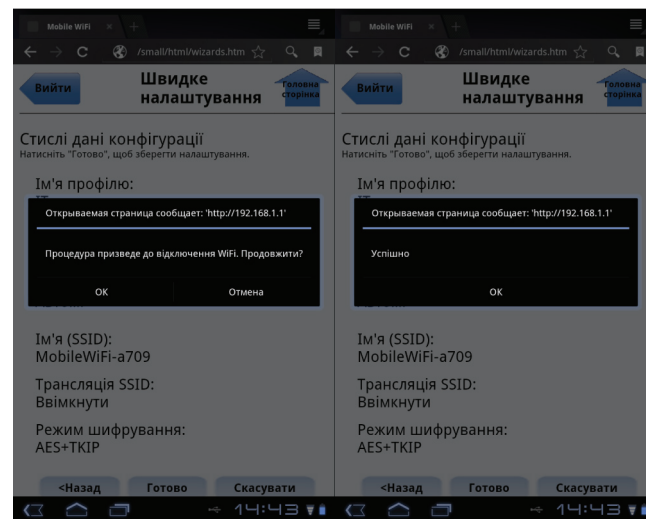 Mobile WiFi
/small/html/wizards.htm
Вийти
Швидке
налаштування
Головна
сторінка
Стислі дані конфігурації
Натисніть "Готово", щоб зберегти налаштування.
Ім'я профілю:
Открываемая страница сообщает: 'http://192.168.1.1'
Процедура призведе до відключення WiFi. Продовжити?
ОК
Отмена
Ім'я (SSID):
MobileWiFi-a709
Трансляція SSID:
Ввімкнути
Режим шифрування:
AES+TKIP
<Назад
Готово
Скасувати
14:43
Mobile WiFi
/small/html/wizards.htm
Вийти
Швидке
налаштування
Головна
сторінка
Стислі дані конфігурації
Натисніть "Готово", щоб зберегти налаштування.
Ім'я профілю:
Открываемая страница сообщает: 'http://192.168.1.1'
Успішно
ОК
Ім'я (SSID):
MobileWiFi-a709
Трансляція SSID:
Ввімкнути
Режим шифрування:
AES+TKIP
<Назад
Готово
Скасувати
14:43